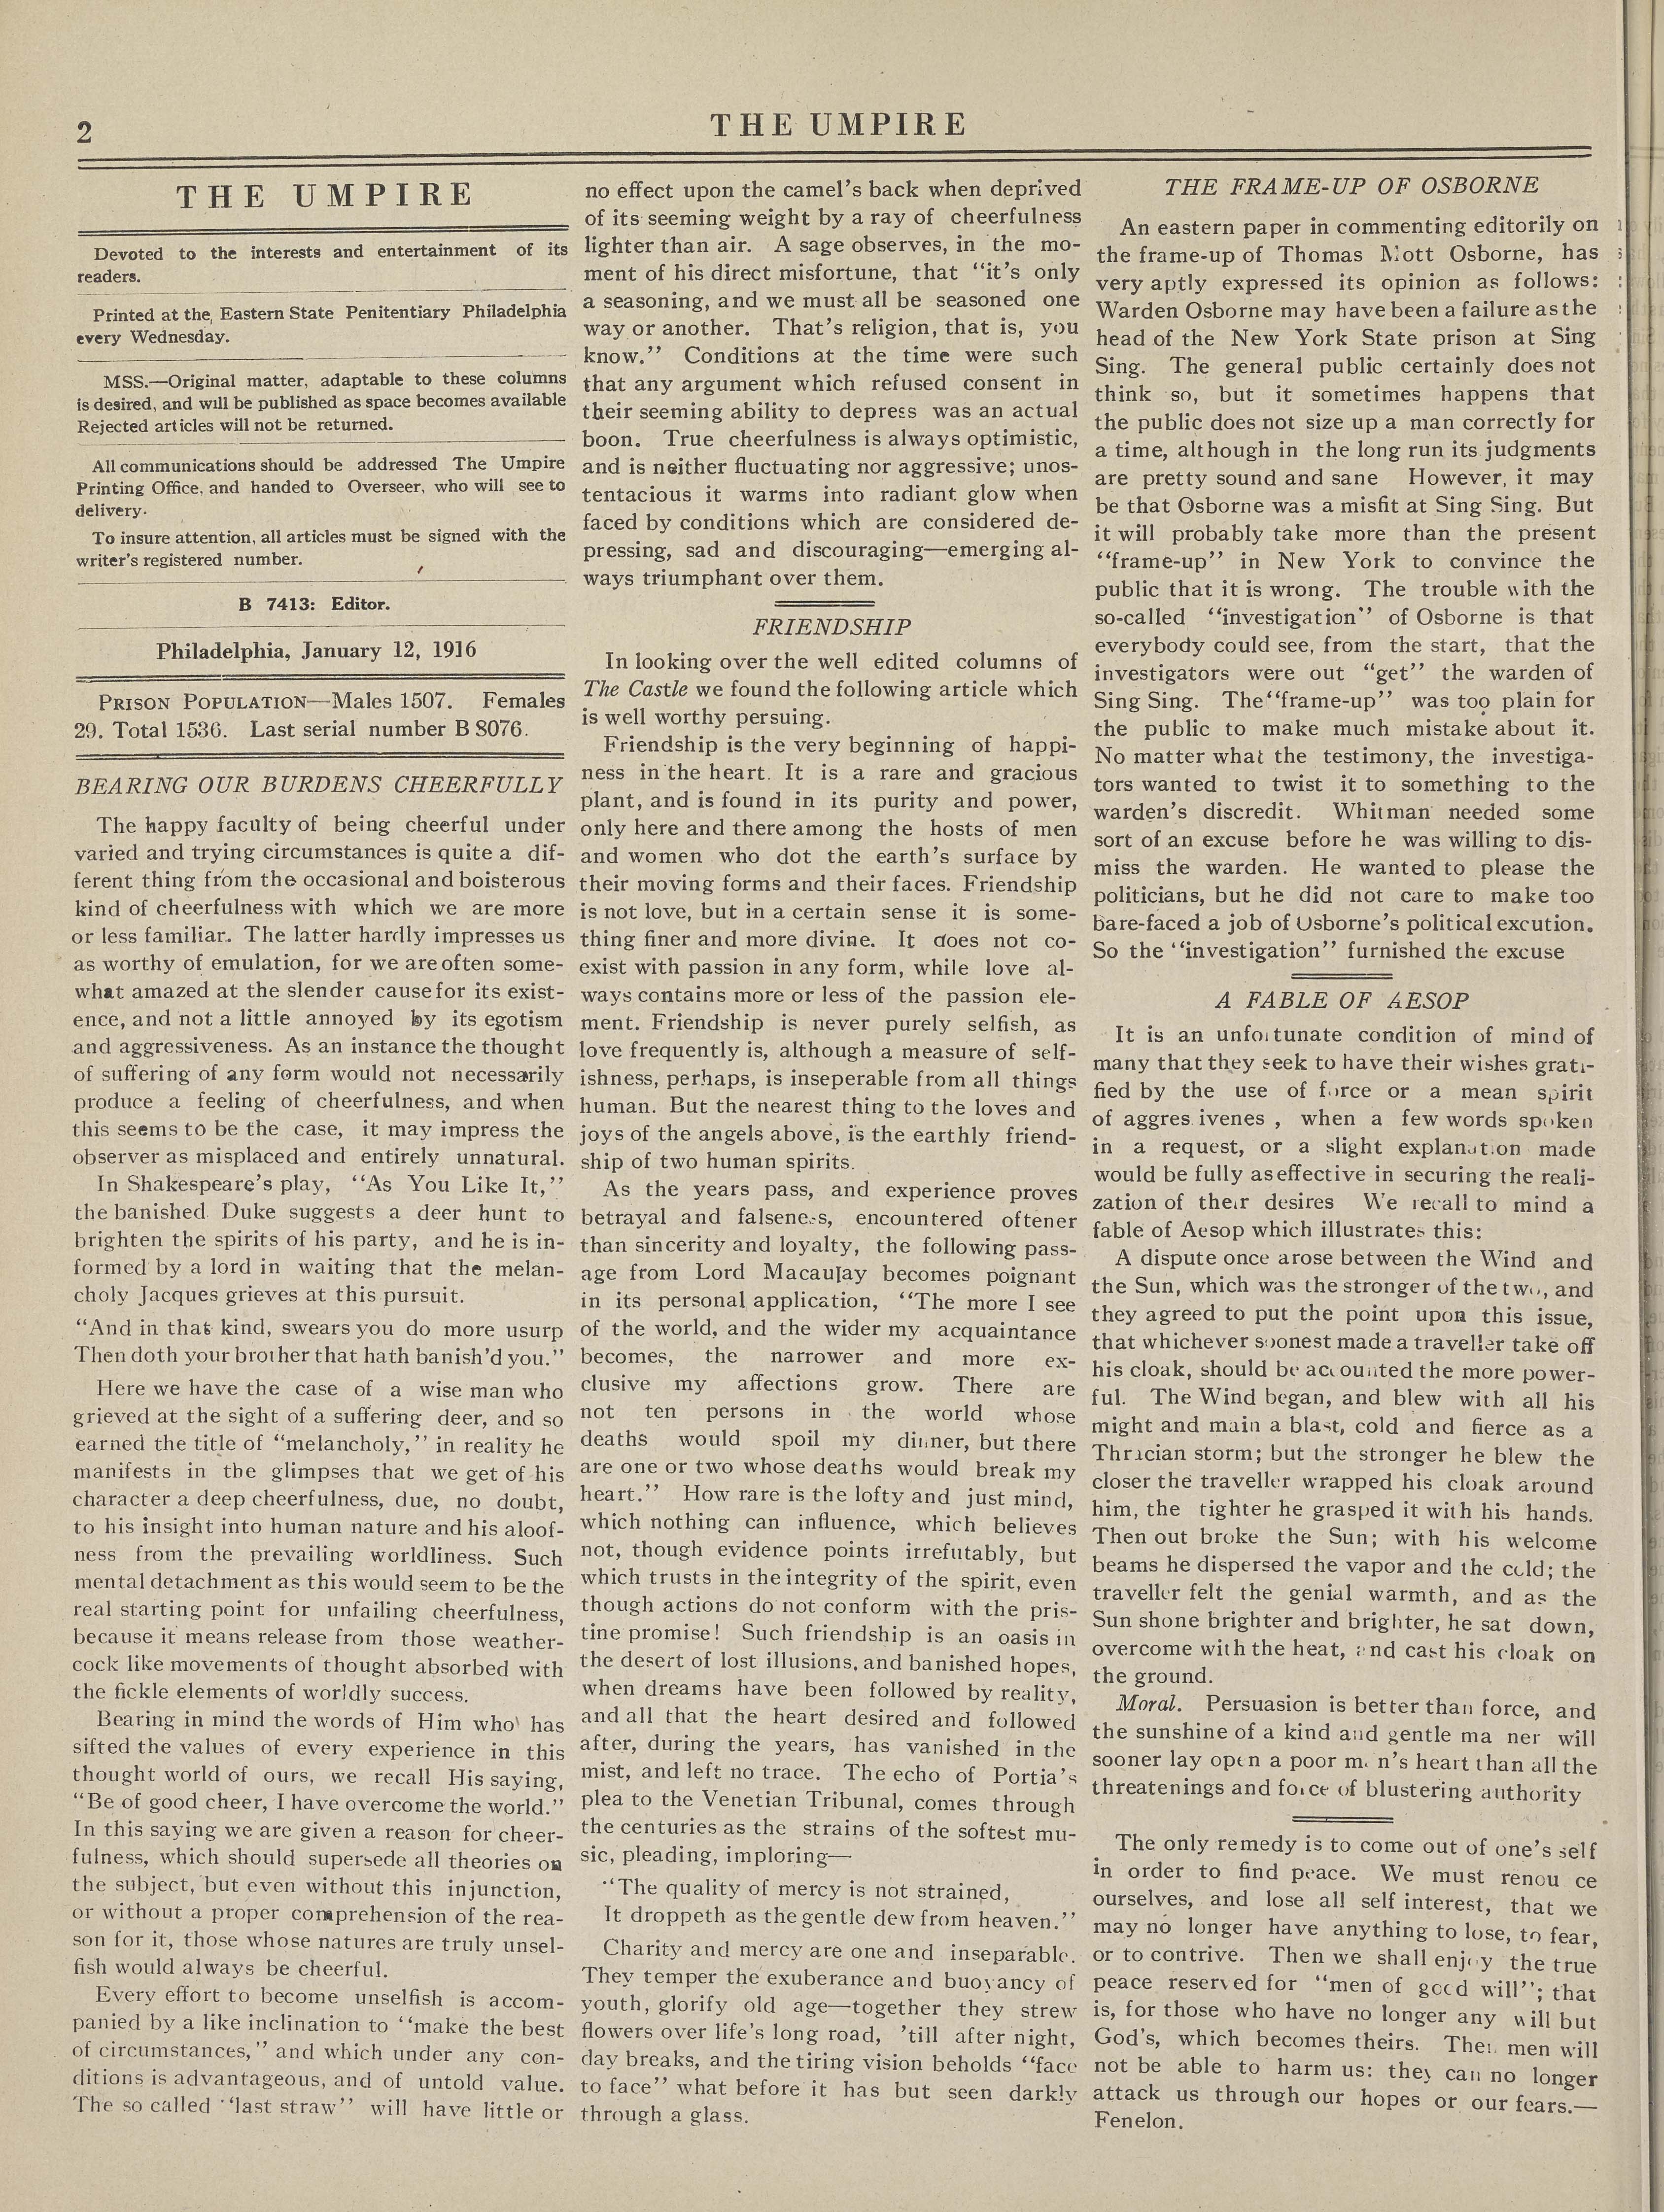 2
THE UMPIRE
THE UMPIRE
Devoted to the interests and entertainment of its
readers.
Printed at the Eastern State Penitentiary Philadelphia
every Wednesday.
MSS.—Original matter, adaptable to these columns
is desired, and will be published as space becomes available
Rejected articles will not be returned.
All communications should be addressed The Umpire
Printing Office, and handed to Overseer, who will see to
delivery.
To insure attention, all articles must be signed with the
writer's registered number.
B 7413: Editor.
Philadelphia, January 12, 1916
PRISON POPULATION—Males 1507. Females
29. Total 1536. Last serial number B 8076.
BEARING OUR BURDENS CHEERFULLY
The happy faculty of being cheerful under
varied and trying circumstances is quite a dif-
ferent thing from the occasional and boisterous
kind of cheerfulness with which we are more
or less familiar. The latter hardly impresses us
as worthy of emulation, for we are often some-
what amazed at the slender cause for its exist-
ence, and not a little annoyed by its egotism
and aggressiveness. As an instance the thought
of suffering of any form would not necessarily
produce a feeling of cheerfulness, and when
this seems to be the case, it may impress the
observer as misplaced and entirely unnatural.
In Shakespeare's play, "As You Like It,"
the banished Duke suggests a deer hunt to
brighten the spirits of his party, and he is in-
formed by a lord in waiting that the melan-
choly Jacques grieves at this pursuit.
"And in that kind, swears you do more usurp
Then doth your brother that hath banish'd you."
Here we have the case of a wise man who
grieved at the sight of a suffering deer, and so
earned the title of "melancholy," in reality he
manifests in the glimpses that we get of his
character a deep cheerfulness, due, no doubt,
to his insight into human nature and his aloof-
ness from the prevailing worldliness. Such
mental detachment as this would seem to be the
real starting point for unfailing cheerfulness,
because it means release from those weather-
cock like movements of thought absorbed with
the fickle elements of worldly success.
Bearing in mind the words of Him who has
sifted the values of every experience in this
thought world of ours, we recall His saying,
"Be of good cheer, I have overcome the world."
In this saying we are given a reason for cheer-
fulness, which should supersede all theories on
the subject, but even without this injunction,
or without a proper comprehension of the rea-
son for it, those whose natures are truly unsel-
fish would always be cheerful.
Every effort to become unselfish is accom-
panied by a like inclination to "make the best
of circumstances," and which under any con-
ditions is advantageous, and of untold value.
The so called "last straw" will have little or
no effect upon the camel's back when deprived
of its seeming weight by a ray of cheerfulness
lighter than air. A sage observes, in the mo-
ment of his direct misfortune, that "it's only
a seasoning, and we must all be seasoned one
way or another. That's religion, that is, you
know." Conditions at the time were such
that any argument which refused consent in
their seeming ability to depress was an actual
boon. True cheerfulness is always optimistic,
and is neither fluctuating nor aggressive; unos-
tentacious it warms into radiant glow when
faced by conditions which are considered de-
pressing, sad and discouraging—emerging al-
ways triumphant over them.
FRIENDSHIP
In looking over the well edited columns of
The Castle we found the following article which
is well worthy persuing.
Friendship is the very beginning of happi-
ness in the heart. It is a rare and gracious
plant, and is found in its purity and power,
only here and there among the hosts of men
and women who dot the earth's surface by
their moving forms and their faces. Friendship
is not love, but in a certain sense it is some-
thing finer and more divine. It does not co-
exist with passion in any form, while love al-
ways contains more or less of the passion ele-
ment. Friendship is never purely selfish, as
love frequently is, although a measure of self-
ishness, perhaps, is inseperable from all things
human. But the nearest thing to the loves and
joys of the angels above, is the earthly friend-
ship of two human spirits.
As the years pass, and experience proves
betrayal and falseness, encountered oftener
than sincerity and loyalty, the following pass-
age from Lord Macaulay becomes poignant
in its personal application, "The more I see
of the world, and the wider my acquaintance
becomes, the narrower and more ex-
clusive my affections grow. There are
not ten persons in the world whose
deaths would spoil my dinner, but there
are one or two whose deaths would break my
heart." How rare is the lofty and just mind,
which nothing can influence, which believes
not, though evidence points irrefutably, but
which trusts in the integrity of the spirit, even
though actions do not conform with the pris-
tine promise! Such friendship is an oasis in
the desert of lost illusions, and banished hopes,
when dreams have been followed by reality,
and all that the heart desired and followed
after, during the years, has vanished in the
mist, and left no trace. The echo of Portia's
plea to the Venetian Tribunal, comes through
the centuries as the strains of the softest mu-
sic, pleading, imploring—
"The quality of mercy is not strained,
It droppeth as the gentle dew from heaven."
Charity and mercy are one and inseparable.
They temper the exuberance and buoyancy of
youth, glorify old age—together they strew
flowers over life's long road, 'till after night,
day breaks, and the tiring vision beholds "face
to face" what before it has but seen darkly
through a glass.
THE FRAME-UP OF OSBORNE
An eastern paper in commenting editorily on
the frame-up of Thomas Mott Osborne, has
very aptly expressed its opinion as follows:
Warden Osborne may have been a failure as the
head of the New York State prison at Sing
Sing. The general public certainly does not
think so, but it sometimes happens that
the public does not size up a man correctly for
a time, although in the long run its judgments
are pretty sound and sane However, it may
be that Osborne was a misfit at Sing Sing. But
it will probably take more than the present
"frame-up" in New York to convince the
public that it is wrong. The trouble with the
so-called "investigation" of Osborne is that
everybody could see, from the start, that the
investigators were out "get" the warden of
Sing Sing. The "frame-up" was too plain for
the public to make much mistake about it.
No matter what the testimony, the investiga-
tors wanted to twist it to something to the
warden's discredit. Whitman needed some
sort of an excuse before he was willing to dis-
miss the warden. He wanted to please the
politicians, but he did not care to make too
bare-faced a job of Osborne's political excution.
So the "investigation" furnished the excuse
A FABLE OF AESOP
It is an unfortunate condition of mind of
many that they seek to have their wishes grati-
fied by the use of force or a mean spirit
of aggres ivenes , when a few words spoken
in a request, or a slight explanation made
would be fully as effective in securing the reali-
zation of their desires We recall to mind a
fable of Aesop which illustrates this:
A dispute once arose between the Wind and
the Sun, which was the stronger of the two, and
they agreed to put the point upon this issue,
that whichever soonest made a traveller take off
his cloak, should be accounted the more power-
ful. The Wind began, and blew with all his
might and main a blast, cold and fierce as a
Thracian storm; but the stronger he blew the
closer the traveller wrapped his cloak around
him, the tighter he grasped it with his hands.
Then out broke the Sun; with his welcome
beams he dispersed the vapor and the cold; the
traveller felt the genial warmth, and as the
Sun shone brighter and brighter, he sat down,
overcome with the heat, and cast his cloak on
the ground.
Moral. Persuasion is better than force, and
the sunshine of a kind and gentle ma ner will
sooner lay open a poor m n's heart than all the
threatenings and force of blustering authority
The only remedy is to come out of one's self
in order to find peace. We must renou ce
ourselves, and lose all self interest, that we
may no longer have anything to lose, to fear,
or to contrive. Then we shall enjoy the true
peace reserved for "men of good will"; that
is, for those who have no longer any will but
God's, which becomes theirs. Then men will
not be able to harm us: they can no longer
attack us through our hopes or our fears.—
Fenelon.